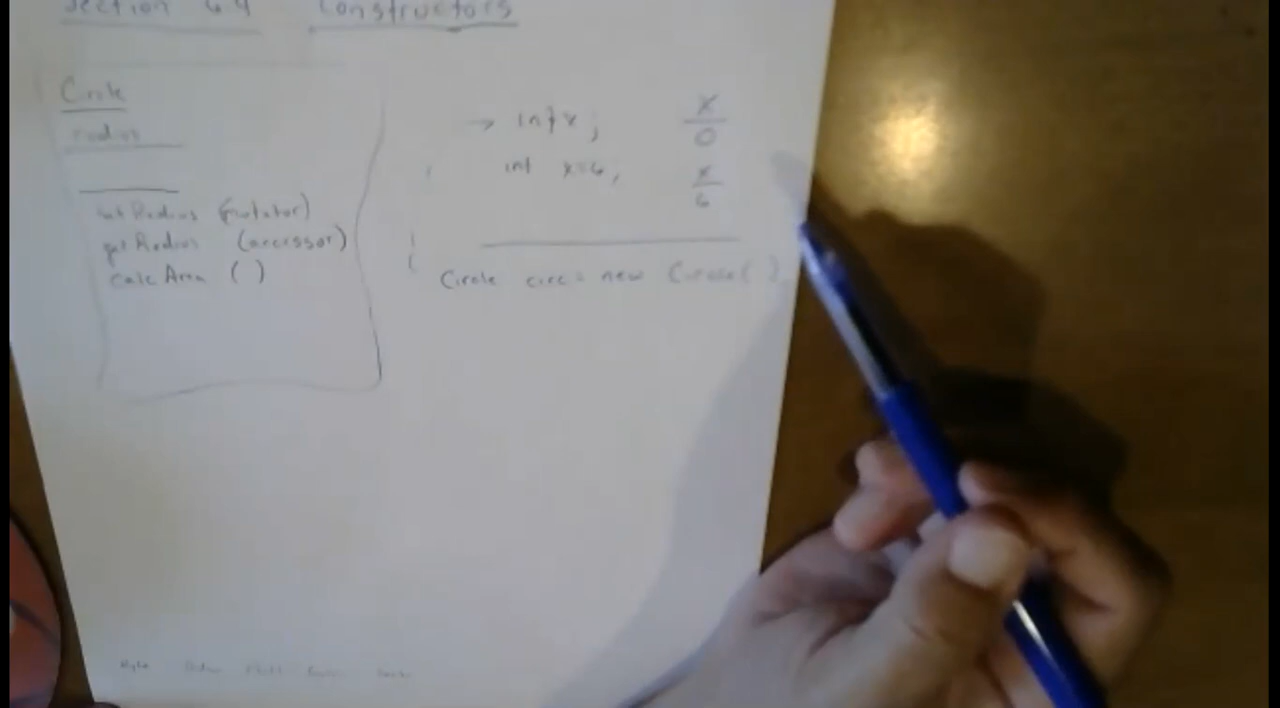 Section 6.4 Constructors
Circle
radius
setRadius (mutator)
getRadius (accessor)
calcArea ( )
→ int x;
x
0
int x=6;
x
6
Circle circ = new Circle( )